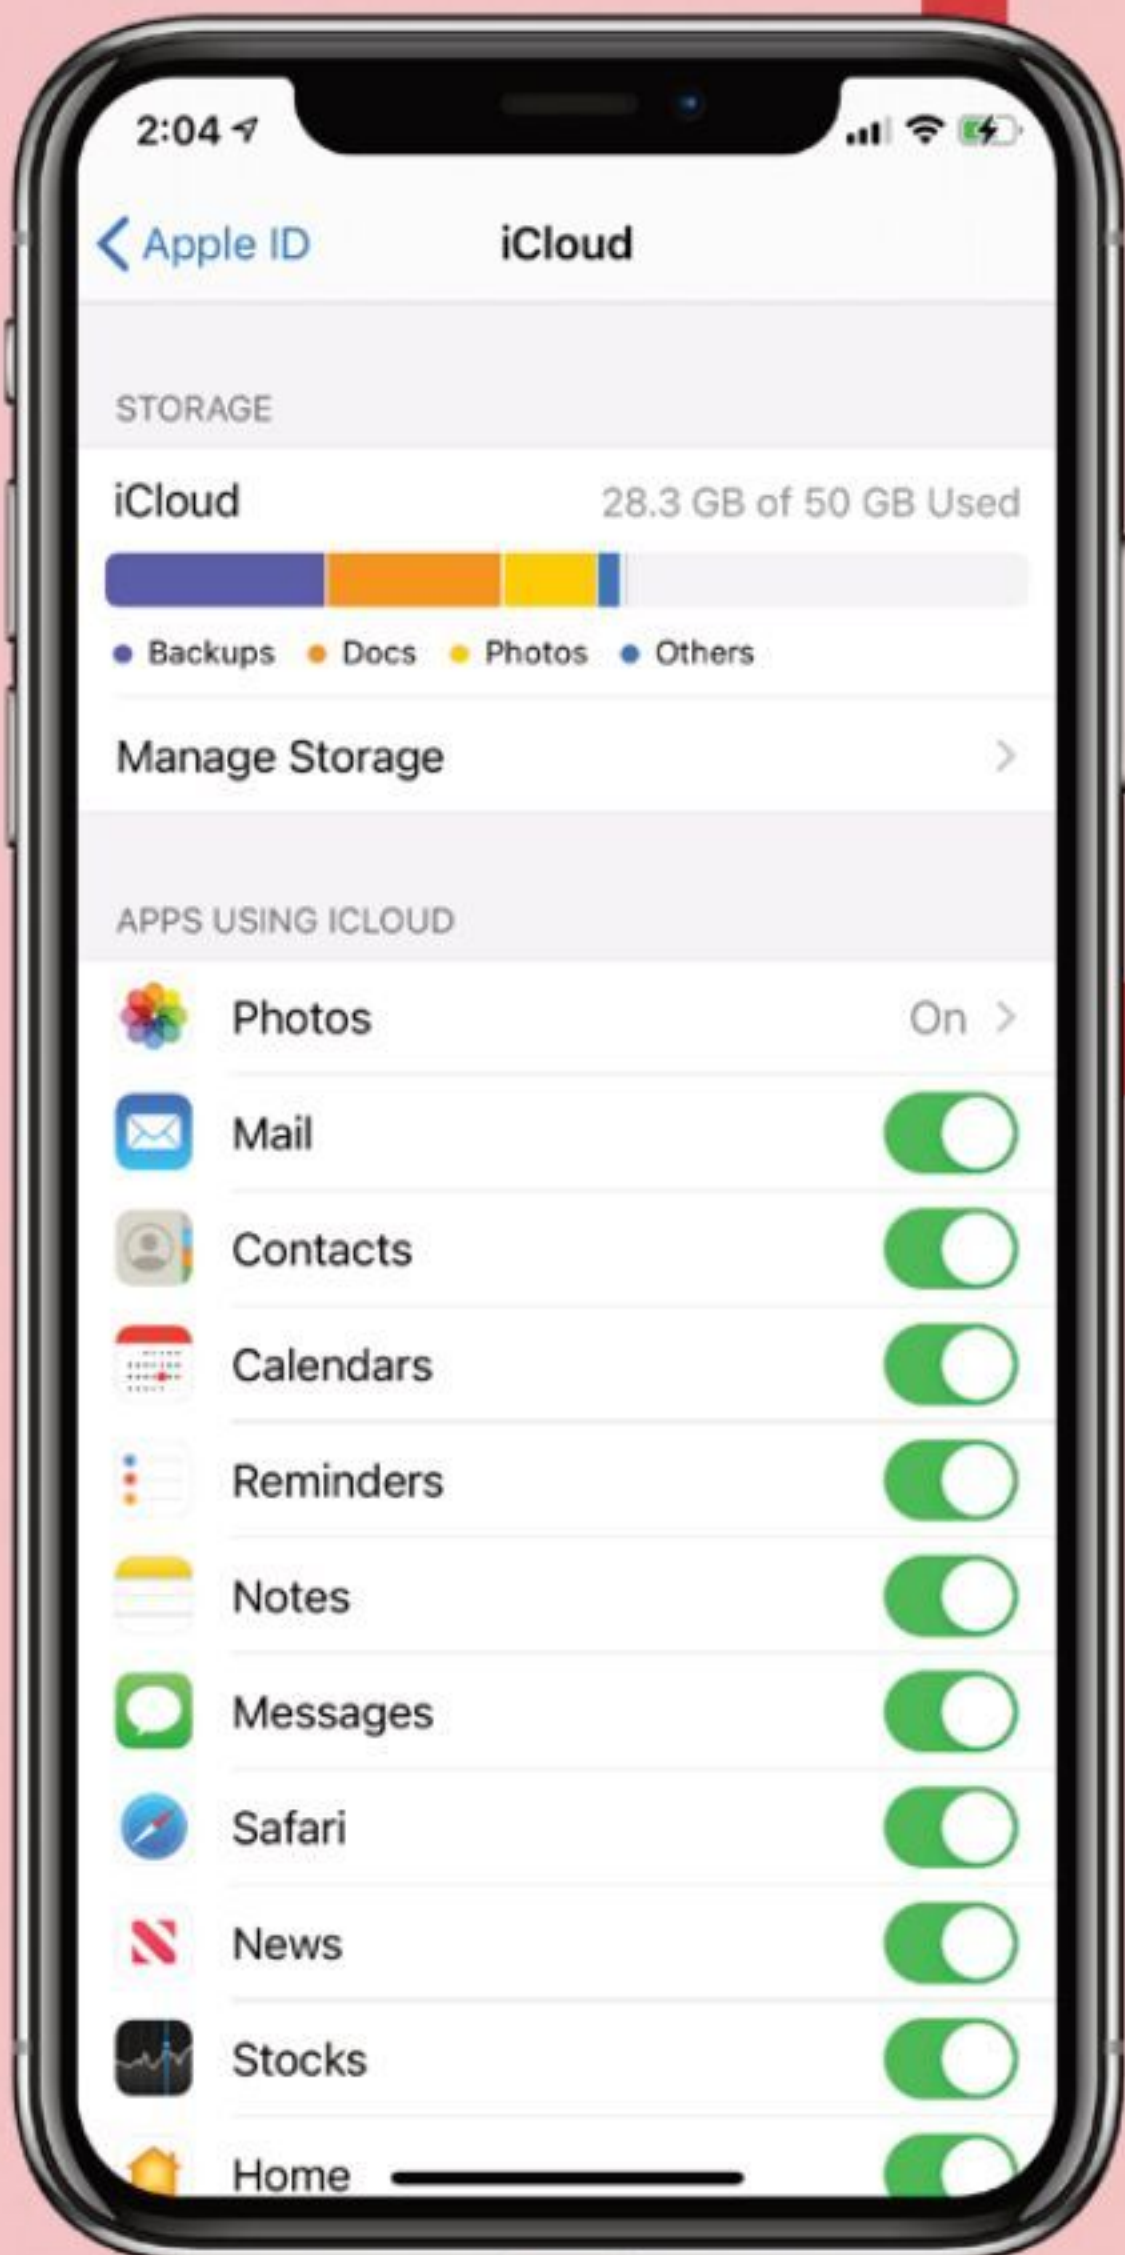 2:04
Apple ID
iCloud
STORAGE
iCloud
28.3 GB of 50 GB Used
Backups Docs Photos Others
Manage Storage
APPS USING ICLOUD
Photos On
Mail
Contacts
Calendars
Reminders
Notes
Messages
Safari
News
Stocks
Home